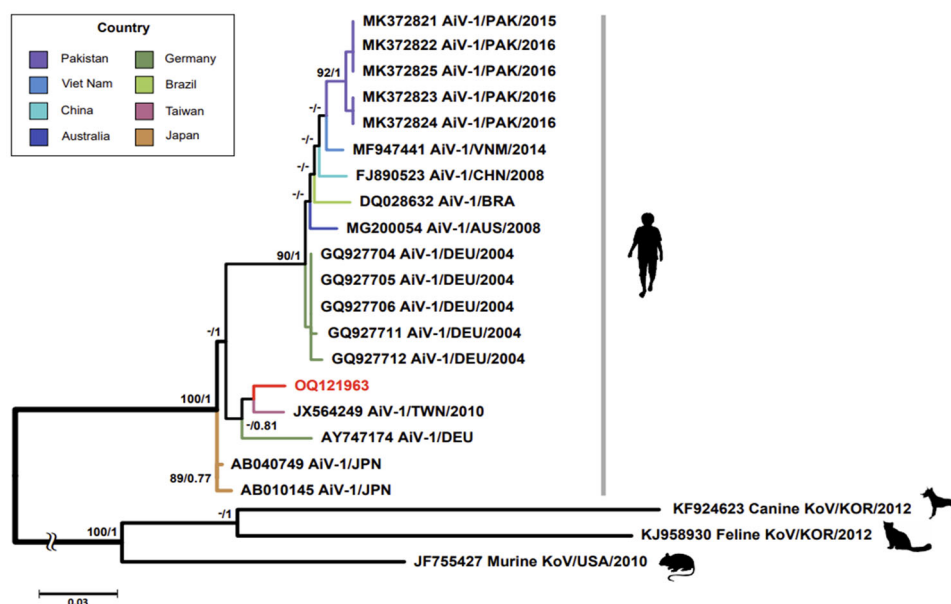 Country
Pakistan
Germany
Viet Nam
Brazil
China
Taiwan
Australia
Japan
MK372821 AiV-1/PAK/2015
MK372822 AiV-1/PAK/2016
92/1
MK372825 AiV-1/PAK/2016
MK372823 AiV-1/PAK/2016
-/-
MK372824 AiV-1/PAK/2016
-/-
MF947441 AiV-1/VNM/2014
-/-
FJ890523 AiV-1/CHN/2008
-/-
DQ028632 AiV-1/BRA
MG200054 AiV-1/AUS/2008
90/1
GQ927704 AiV-1/DEU/2004
GQ927705 AiV-1/DEU/2004
GQ927706 AiV-1/DEU/2004
-/1
GQ927711 AiV-1/DEU/2004
GQ927712 AiV-1/DEU/2004
OQ121963
100/1
JX564249 AiV-1/TWN/2010
-/0.81
AY747174 AiV-1/DEU
AB040749 AiV-1/JPN
89/0.77
AB010145 AiV-1/JPN
KF924623 Canine KoV/KOR/2012
-/1
100/1
KJ958930 Feline KoV/KOR/2012
JF755427 Murine KoV/USA/2010
0.03